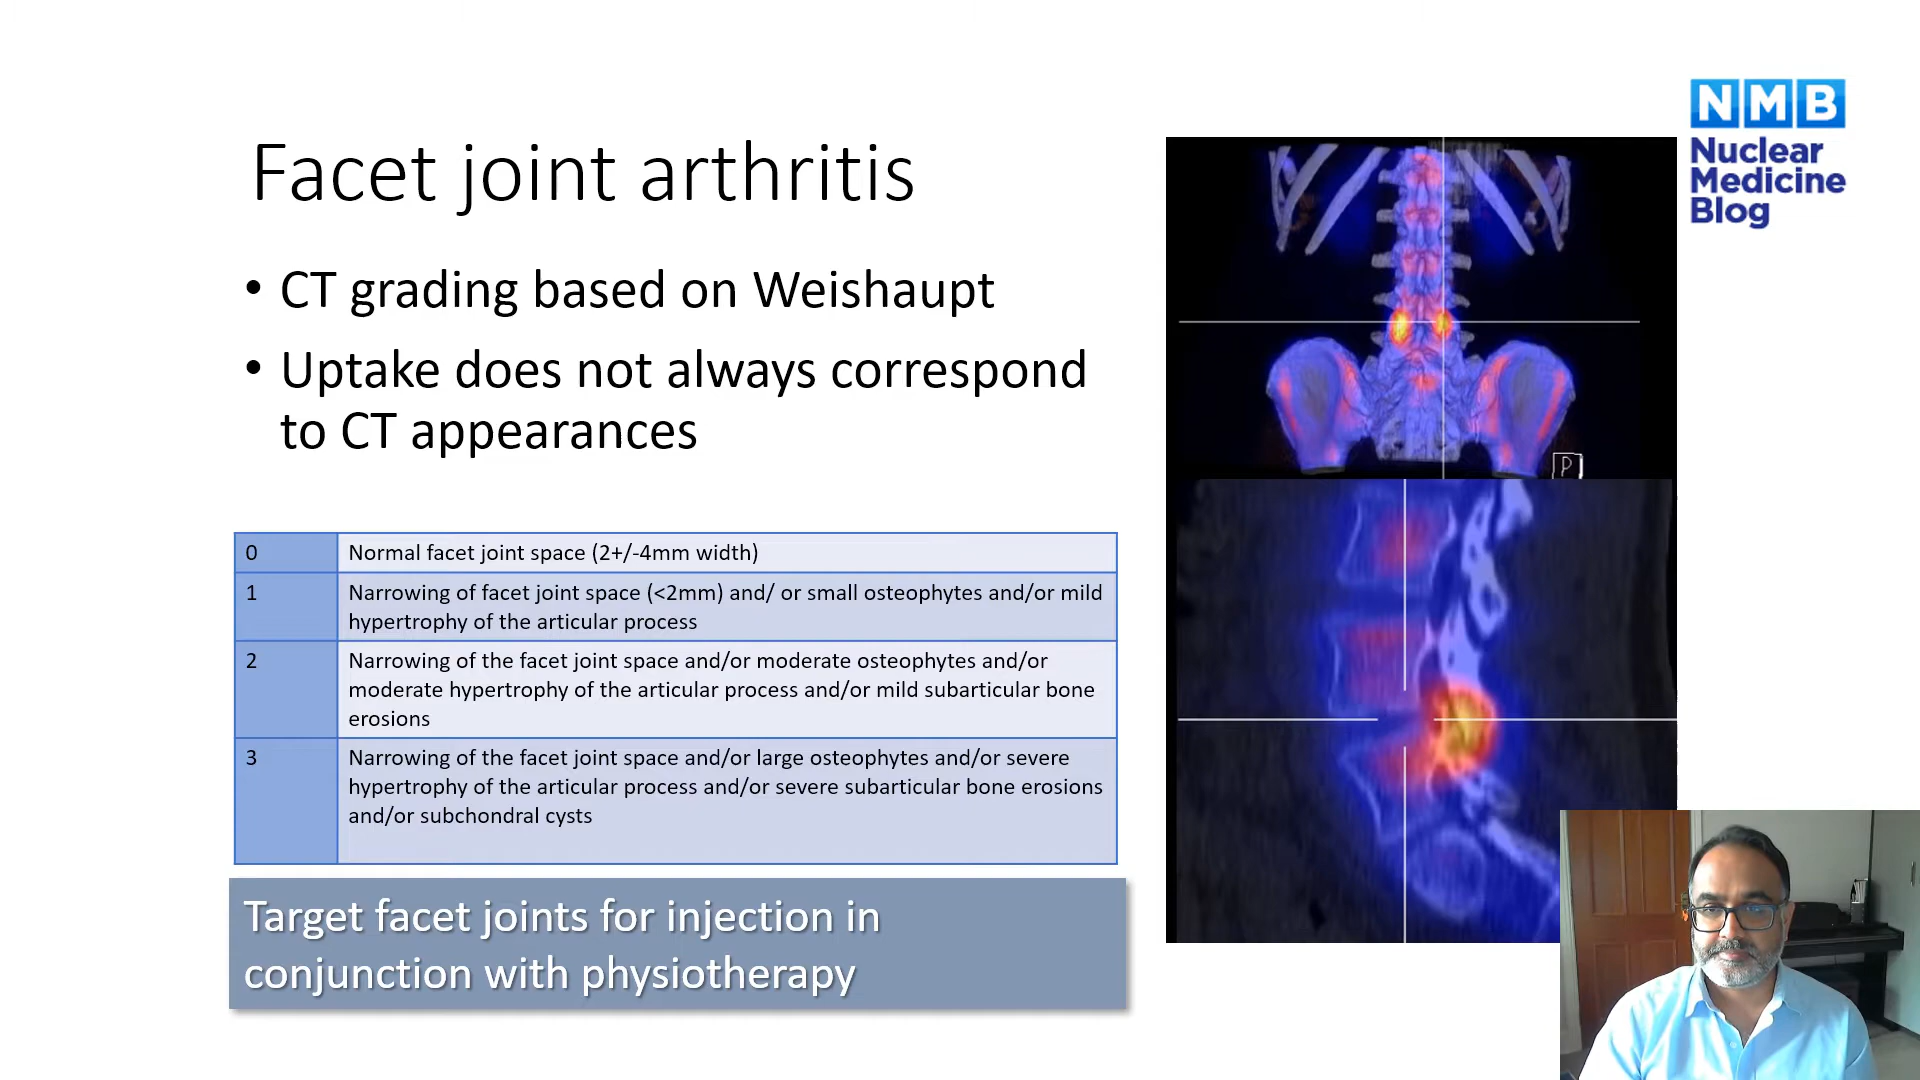 NMB
Nuclear
Medicine
Blog
Facet joint arthritis
• CT grading based on Weishaupt
• Uptake does not always correspond
to CT appearances
0 Normal facet joint space (2+/-4mm width)
1 Narrowing of facet joint space (<2mm) and/ or small osteophytes and/or mild
hypertrophy of the articular process
2 Narrowing of the facet joint space and/or moderate osteophytes and/or
moderate hypertrophy of the articular process and/or mild subarticular bone
erosions
3 Narrowing of the facet joint space and/or large osteophytes and/or severe
hypertrophy of the articular process and/or severe subarticular bone erosions
and/or subchondral cysts
Target facet joints for injection in
conjunction with physiotherapy
P